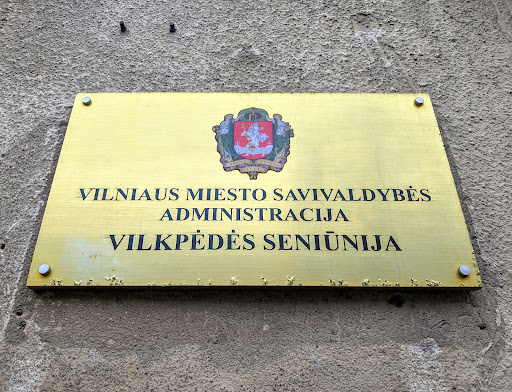 VILNIAUS MIESTO SAVIVALDYBĖS
ADMINISTRACIJA
VILKPĖDĖS SENIŪNIJA